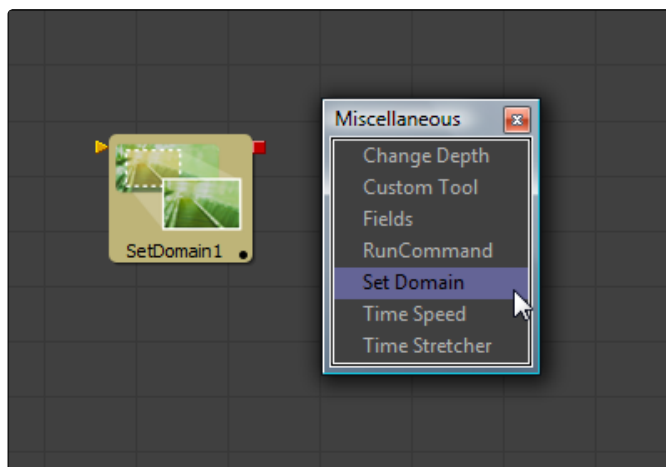 SetDomain1
Miscellaneous
Change Depth
Custom Tool
Fields
RunCommand
Set Domain
Time Speed
Time Stretcher